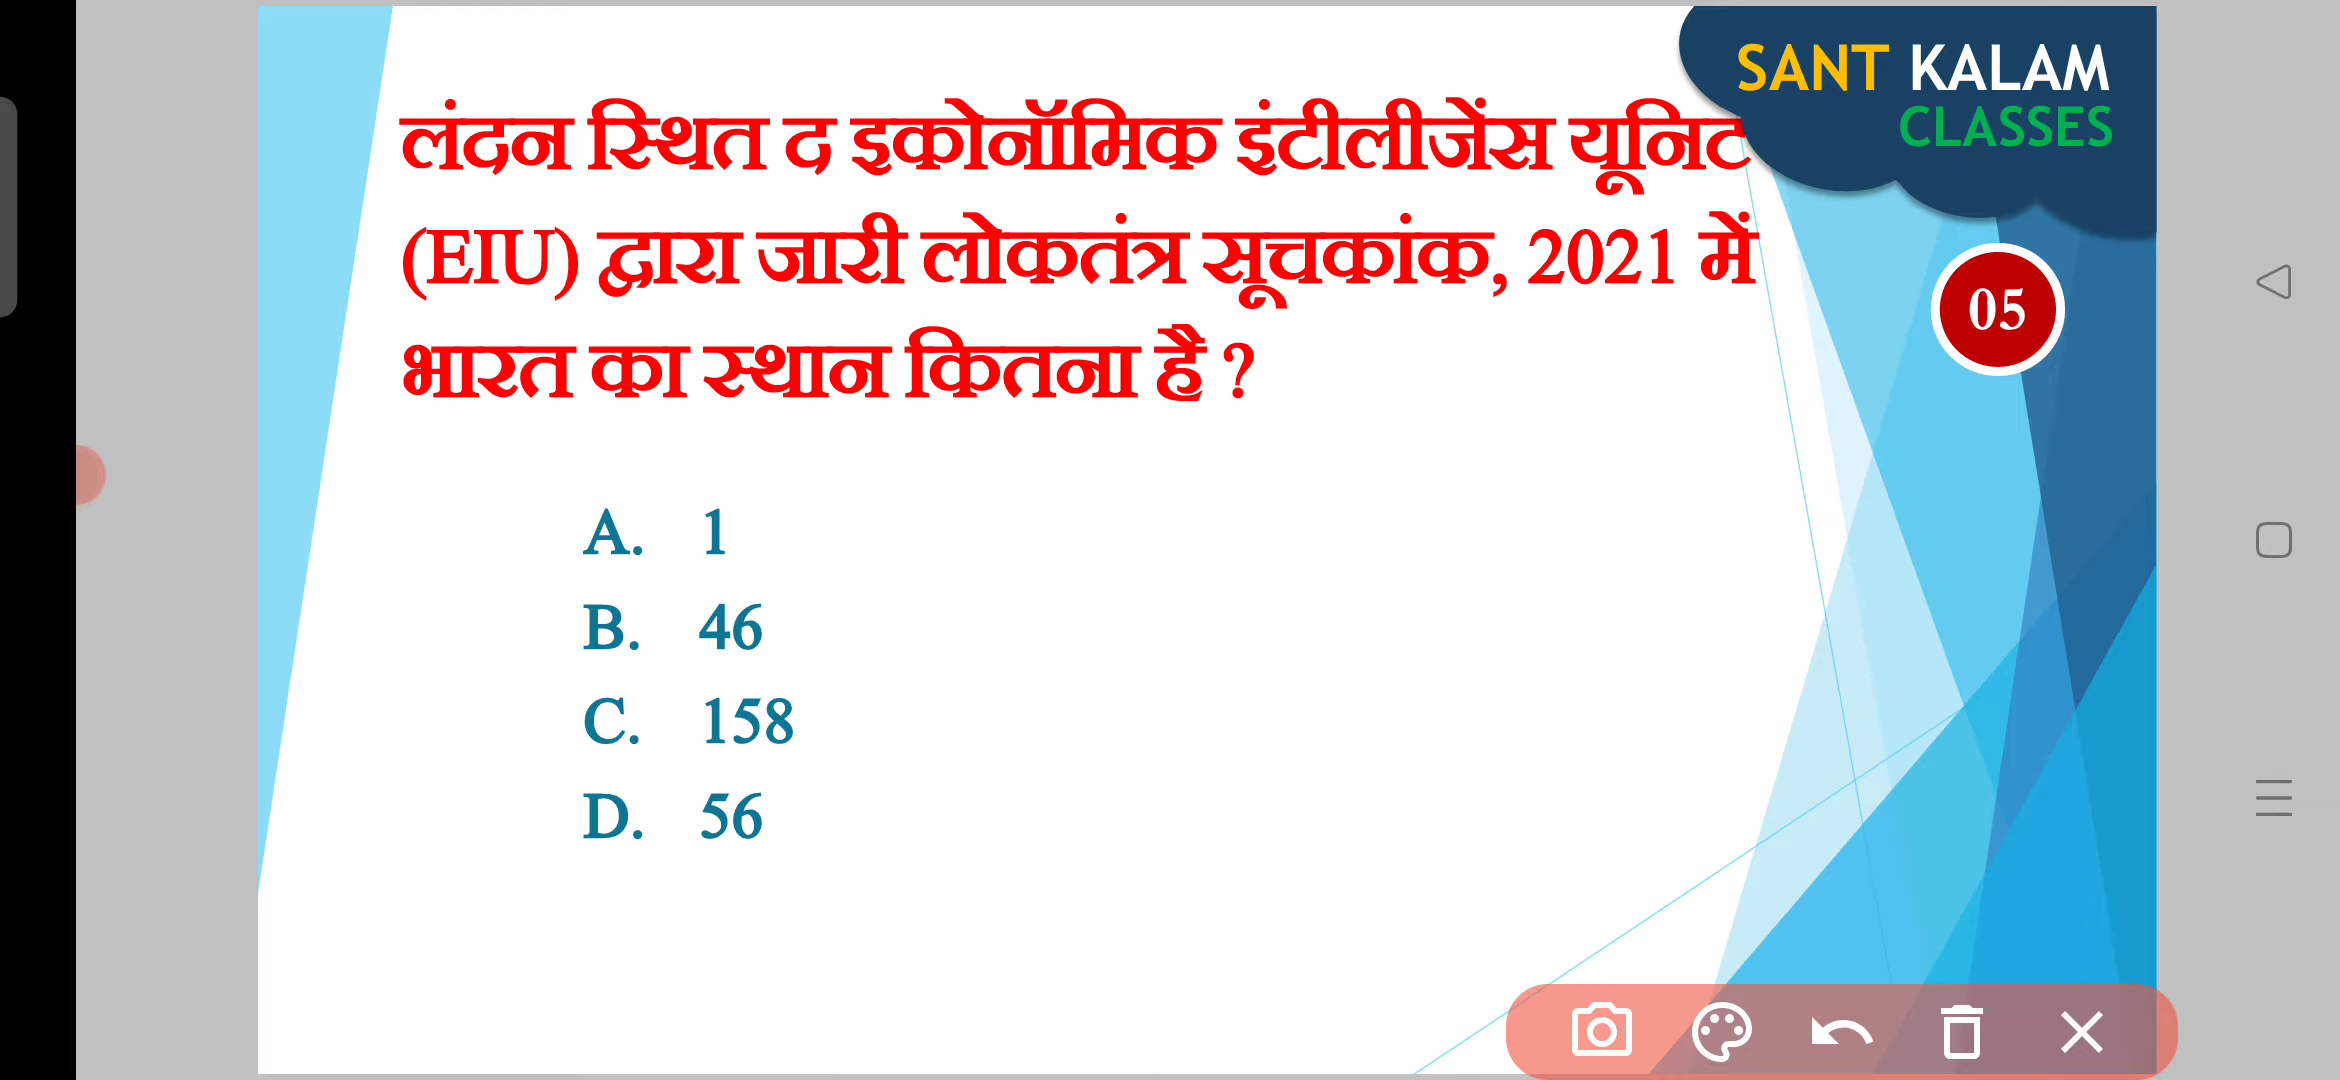 SANT KALAM
CLASSES
लंदन स्थित द इकोनॉमिक इंटीलीजेंस यूनिट
(EIU) द्वारा जारी लोकतंत्र सूचकांक, 2021 में
भारत का स्थान कितना है ?
05
A. 1
B. 46
C. 158
D. 56